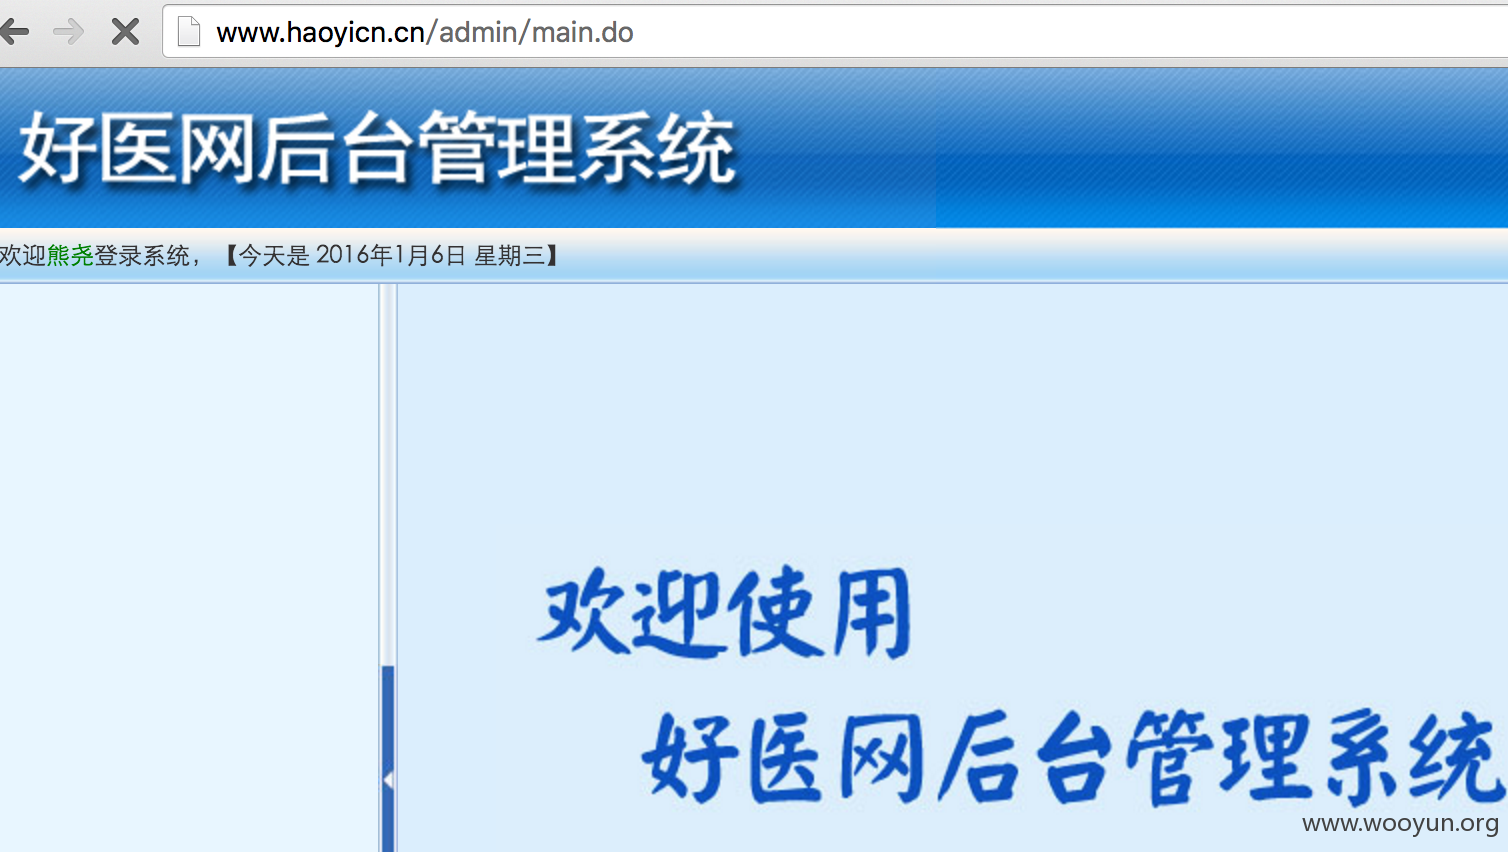 www.haoyicn.cn/admin/main.do
好医网后台管理系统
欢迎熊尧登录系统，【今天是 2016年1月6日 星期三】
欢迎使用
好医网后台管理系统
www.wooyun.org